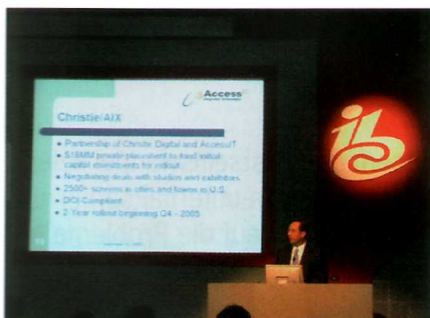 Access
Christie/AIX
• Partnership of Christie Digital and AccessIT
private placement to fund initial
capital investments for rollout
• Negotiating deals with studios and exhibitors
• 2500+ screens in cities and towns in U.S.
• DCI-Compliant
• 2-Year rollout beginning Q4 - 2005
ibc